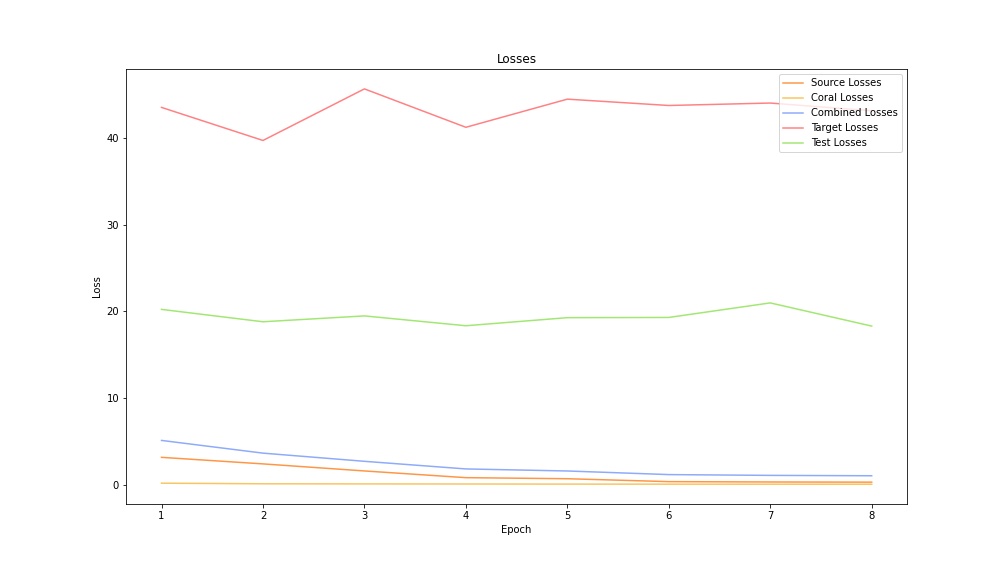 Losses
Source Losses
Coral Losses
Combined Losses
Target Losses
Test Losses
40
30
20
10
0
Loss
1 2 3 4 5 6 7 8
Epoch